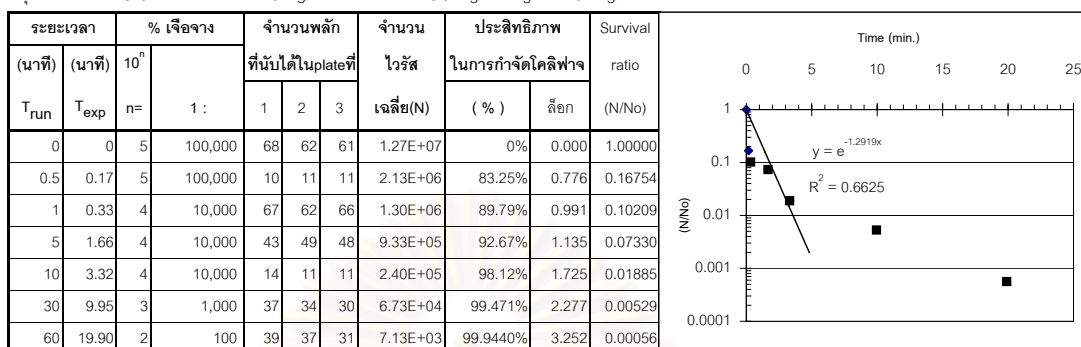 ระยะเวลา % เจือจาง จำนวนพลัก จำนวน ประสิทธิภาพ Survival
(นาที) (นาที) 10^n ที่นับได้ในplateที่ ไวรัส ในการกำจัดโคลิฟาจ ratio
T_run T_exp n= 1 : 1 2 3 เฉลี่ย(N) ( % ) ล็อก (N/No)
0 0 5 100,000 68 62 61 1.27E+07 0% 0.000 1.00000
0.5 0.17 5 100,000 10 11 11 2.13E+06 83.25% 0.776 0.16754
1 0.33 4 10,000 67 62 66 1.30E+06 89.79% 0.991 0.10209
5 1.66 4 10,000 43 49 48 9.33E+05 92.67% 1.135 0.07330
10 3.32 4 10,000 14 11 11 2.40E+05 98.12% 1.725 0.01885
30 9.95 3 1,000 37 34 30 6.73E+04 99.471% 2.277 0.00529
60 19.90 2 100 39 37 31 7.13E+03 99.9440% 3.252 0.00056
Time (min.)
0 5 10 15 20 25
1
0.1
0.01
0.001
0.0001
(N/No)
y = e^-1.2919x
R^2 = 0.6625